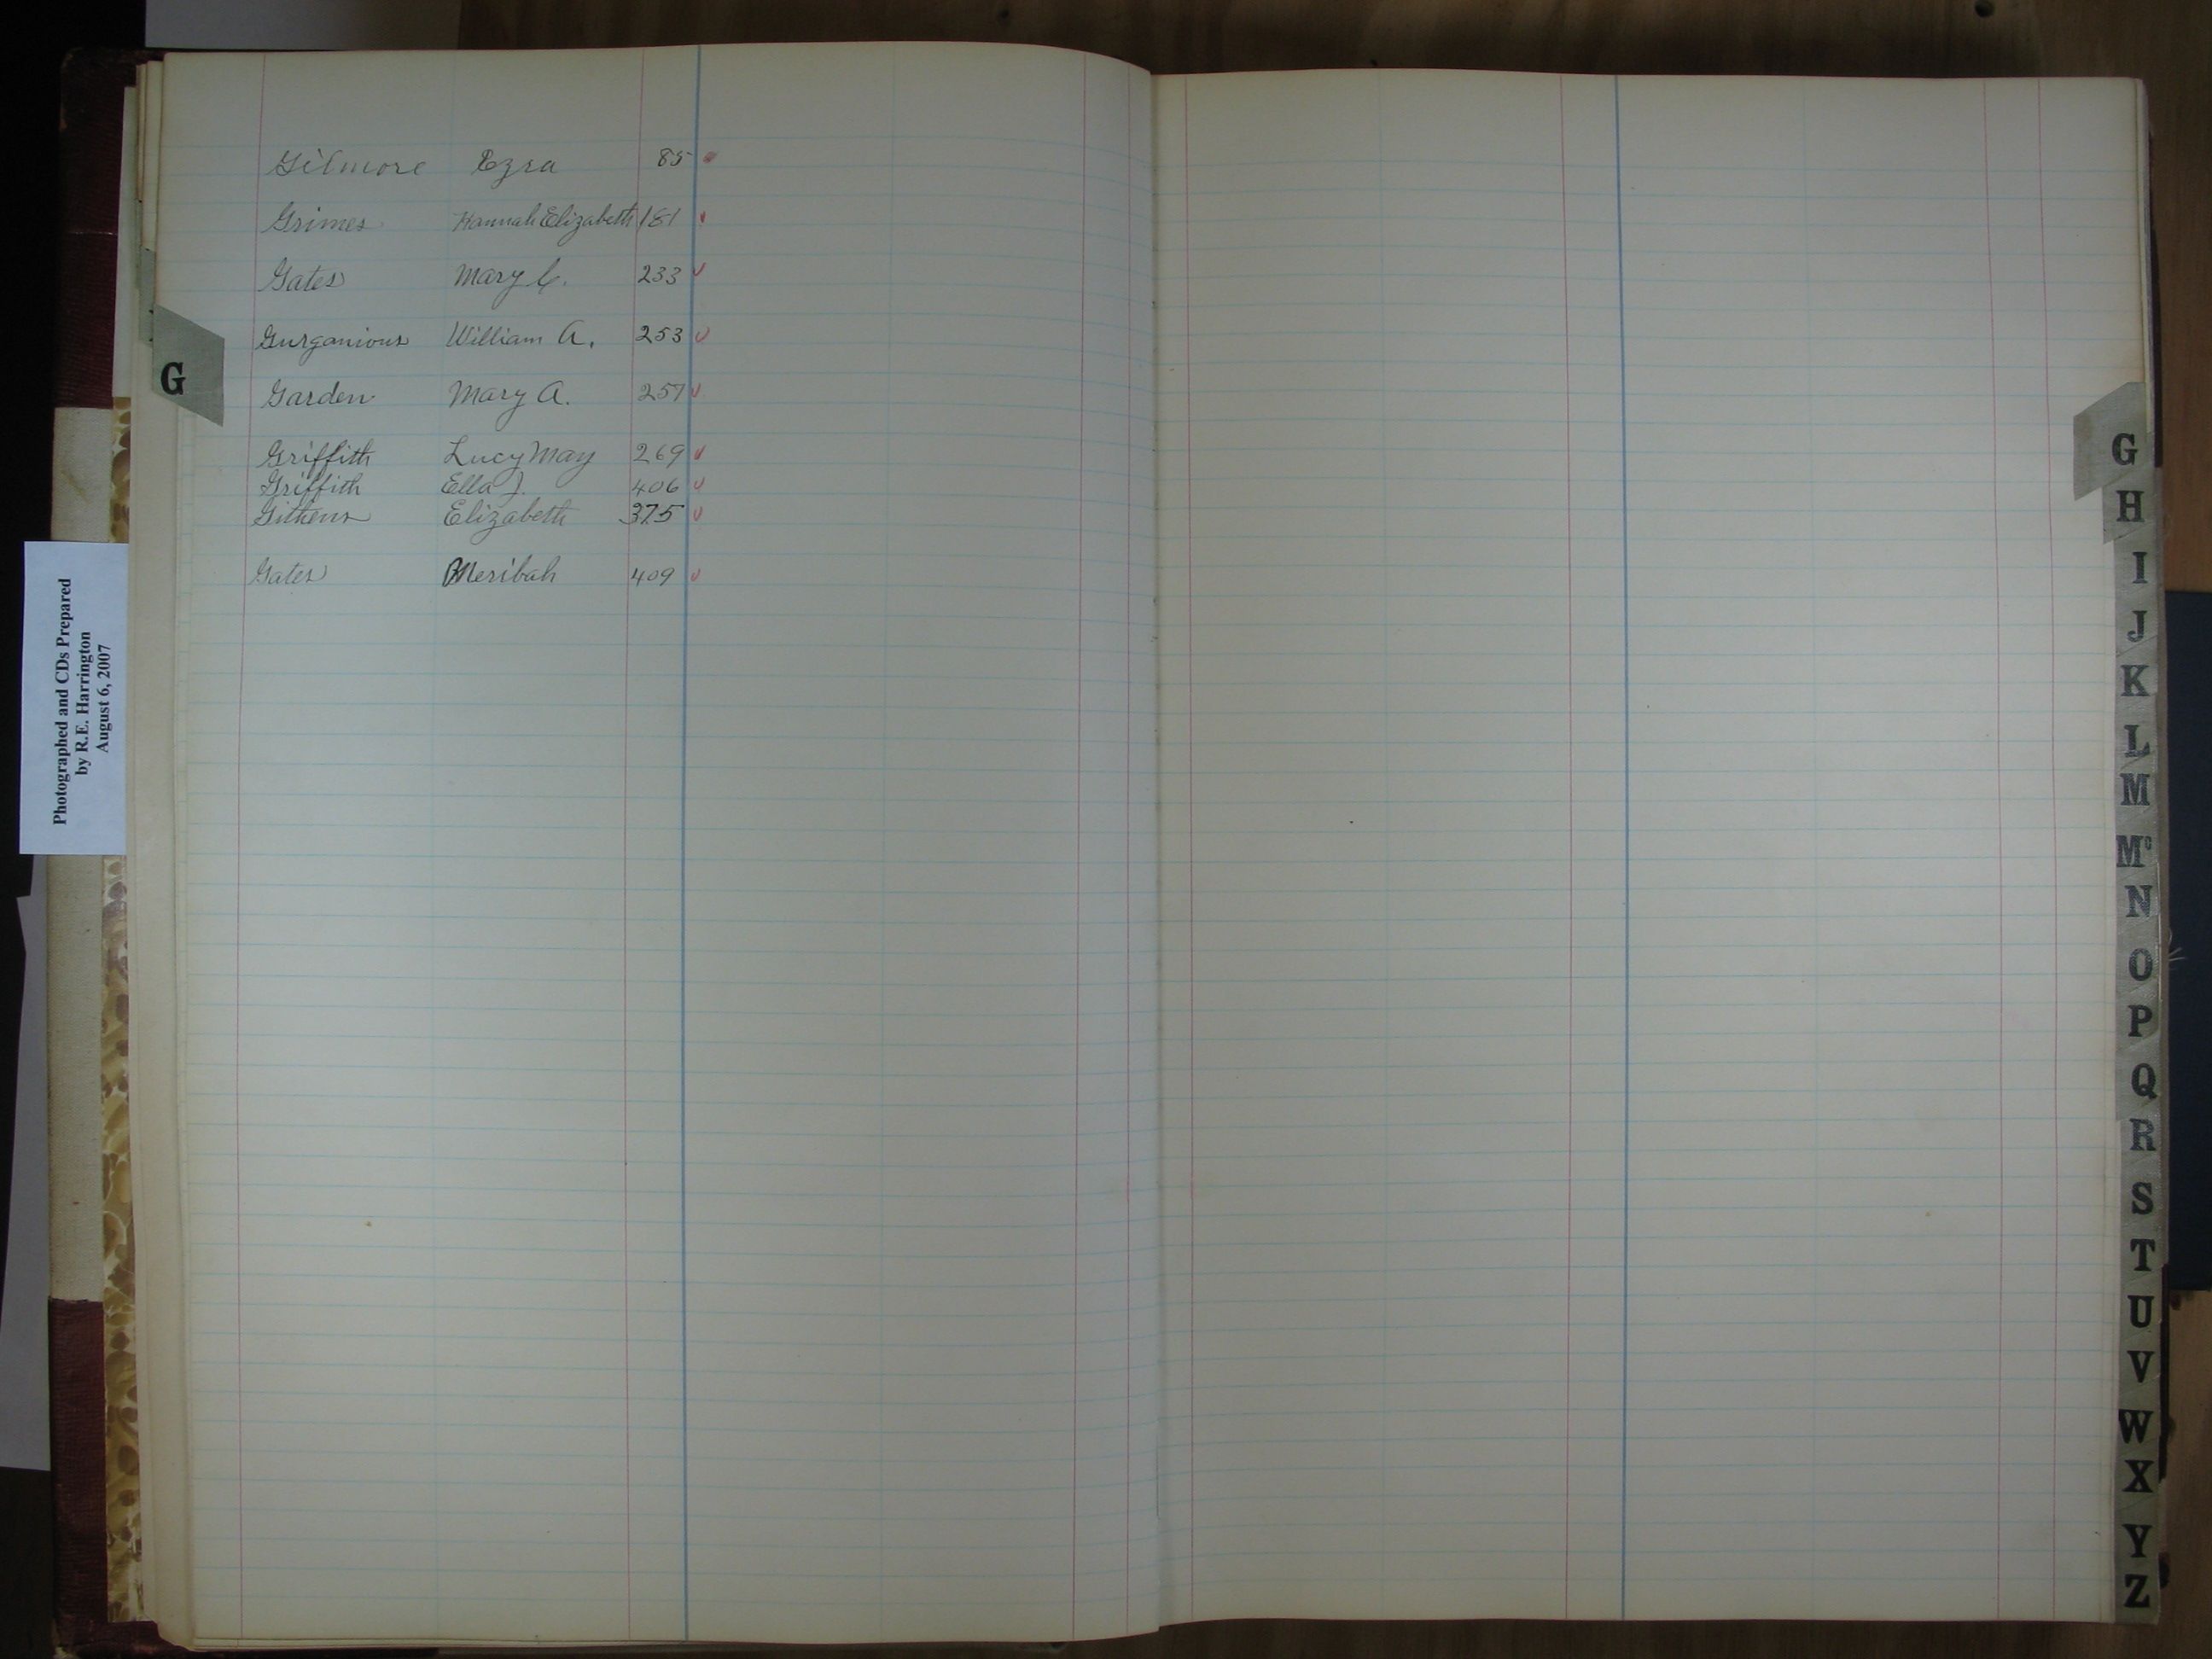 Gilmore Ezra 85
Grimes Hannah Elizabeth 181
Gates Mary C. 233
Gurganious William A. 253
Garden Mary A. 257
Griffith Lucy May 269
Griffith Ella J. 406
Githens Elizabeth 375
Gates Meribah 409
G
Photographed and CDs Prepared
by R.E. Harrington
August 6, 2007
G
H
I
J
K
L
M
Mc
N
O
P
Q
R
S
T
U
V
W
X
Y
Z